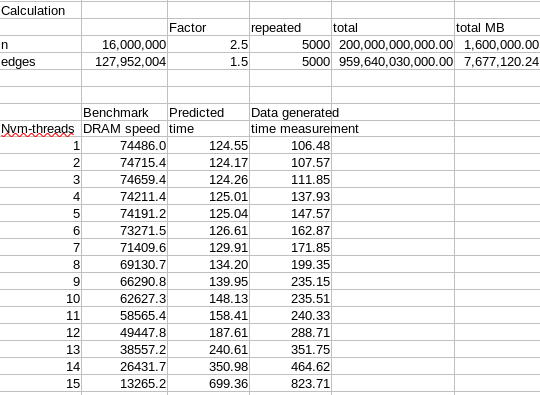 Calculation
Factor repeated total total MB
n 16,000,000 2.5 5000 200,000,000,000.00 1,600,000.00
edges 127,952,004 1.5 5000 959,640,030,000.00 7,677,120.24
Benchmark Predicted Data generated
Nvm-threads DRAM speed time time measurement
1 74486.0 124.55 106.48
2 74715.4 124.17 107.57
3 74659.4 124.26 111.85
4 74211.4 125.01 137.93
5 74191.2 125.04 147.57
6 73271.5 126.61 162.87
7 71409.6 129.91 171.85
8 69130.7 134.20 199.35
9 66290.8 139.95 235.15
10 62627.3 148.13 235.51
11 58565.4 158.41 240.33
12 49447.8 187.61 288.71
13 38557.2 240.61 351.75
14 26431.7 350.98 464.62
15 13265.2 699.36 823.71